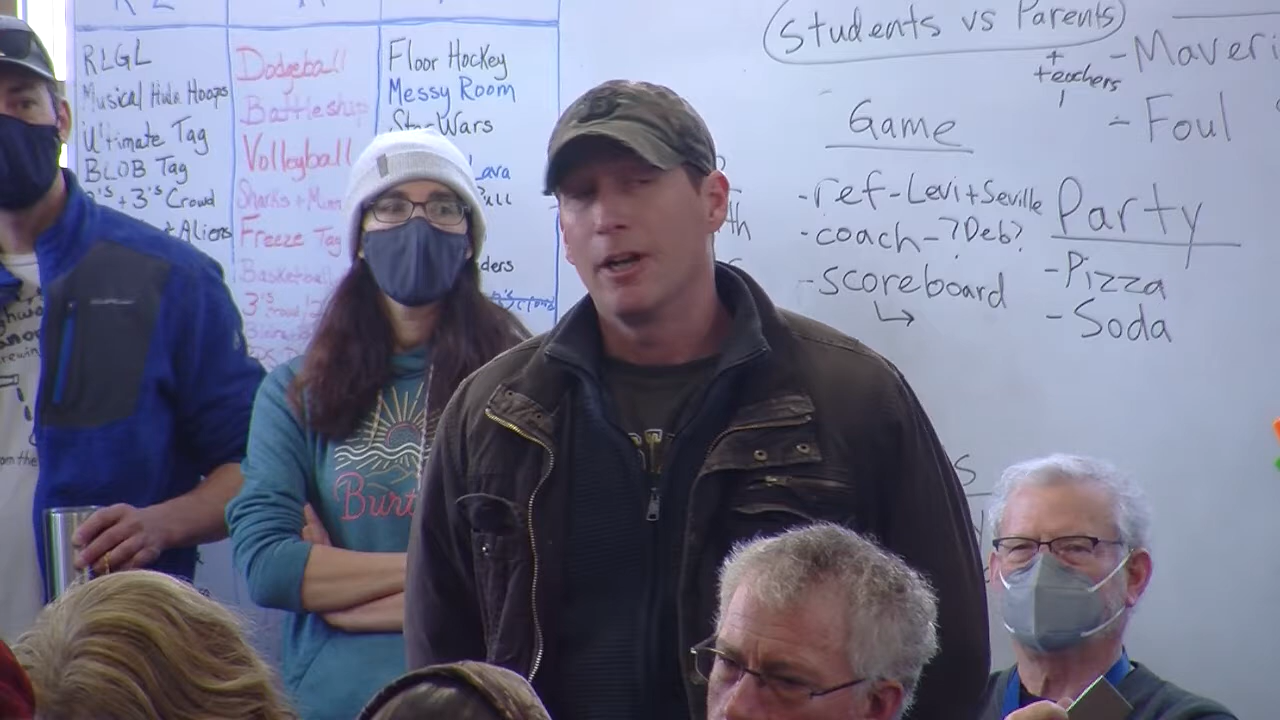 RLGL
Musical Hula Hoops
Ultimate Tag
BLOB Tag
+ 3's Crowd
+ Aliens
Dodgeball
Battleship
Volleyball
Sharks +
Freeze Tag
Basketball
3's
Floor Hockey
Messy Room
Star Wars
Lava
Students vs Parents
+
teachers
Game
- ref - Levi + Seville
- coach - ?Deb?
- scoreboard
↳
- Maveri
- Foul
Party
- Pizza
- Soda
Burt